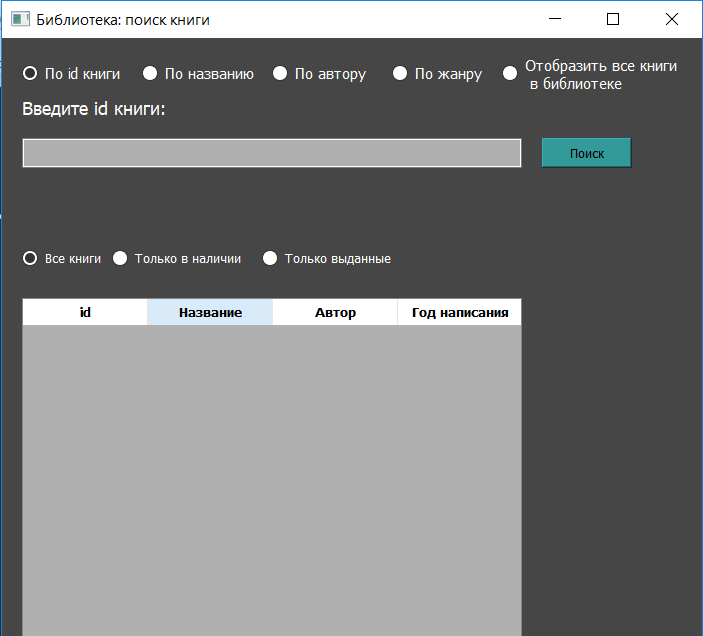 Библиотека: поиск книги
По id книги По названию По автору По жанру Отобразить все книги
в библиотеке
Введите id книги:
Поиск
Все книги Только в наличии Только выданные
id Название Автор Год написания